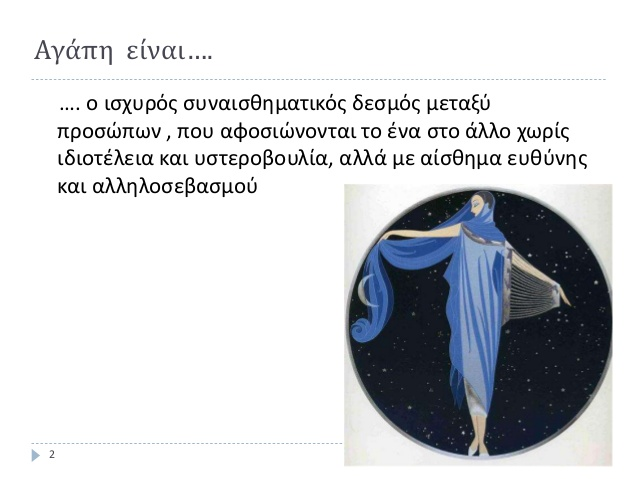 Αγάπη είναι....
.... ο ισχυρός συναισθηματικός δεσμός μεταξύ
προσώπων , που αφοσιώνονται το ένα στο άλλο χωρίς
ιδιοτέλεια και υστεροβουλία, αλλά με αίσθημα ευθύνης
και αλληλοσεβασμού
2